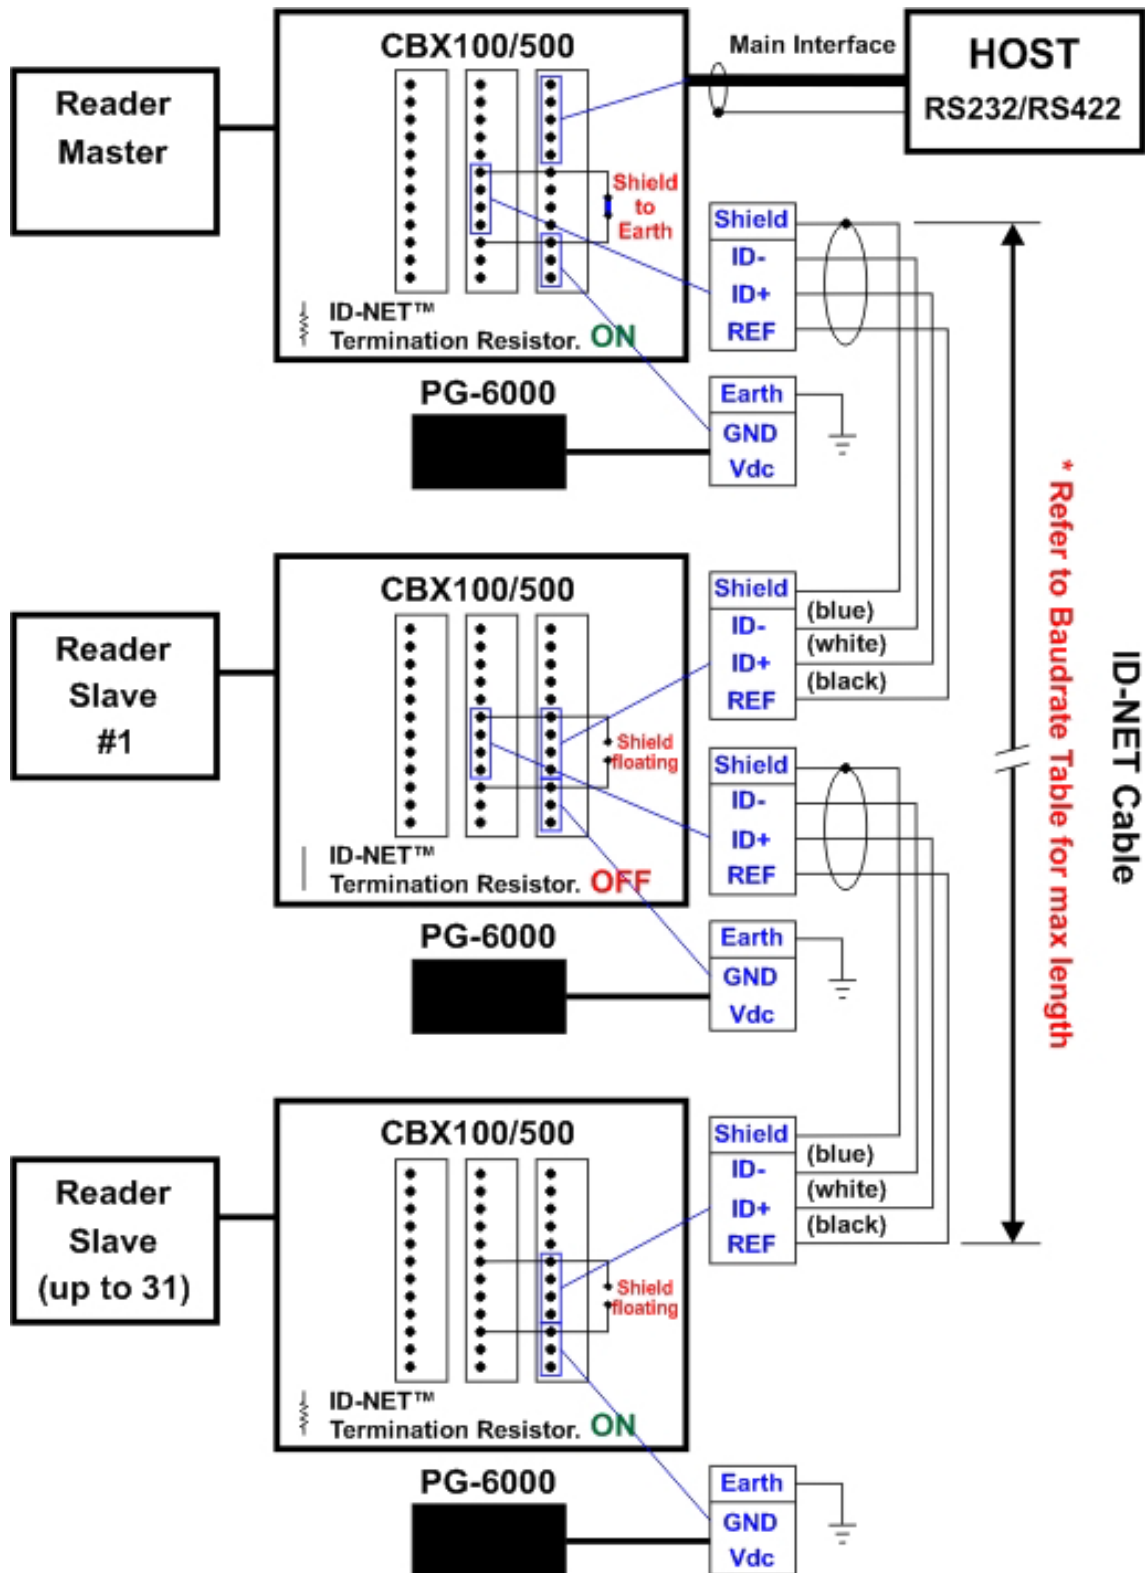 CBX100/500
Main Interface
HOST
RS232/RS422
Reader
Master
Shield
to
Earth
Shield
ID-
ID+
REF
ID-NET™
Termination Resistor. ON
PG-6000
Earth
GND
Vdc
CBX100/500
Reader
Slave
#1
Shield
floating
Shield
ID-
ID+
REF
(blue)
(white)
(black)
Shield
ID-
ID+
REF
ID-NET™
Termination Resistor. OFF
PG-6000
Earth
GND
Vdc
* Refer to Baudrate Table for max length
ID-NET Cable
CBX100/500
Reader
Slave
(up to 31)
Shield
floating
Shield
ID-
ID+
REF
(blue)
(white)
(black)
ID-NET™
Termination Resistor. ON
PG-6000
Earth
GND
Vdc